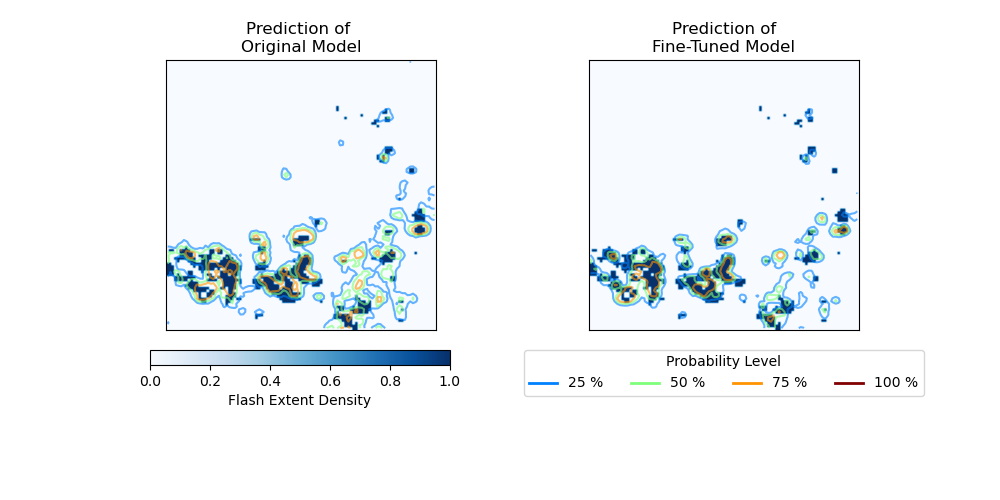 Prediction of
Original Model
Prediction of
Fine-Tuned Model
0.0 0.2 0.4 0.6 0.8 1.0
Flash Extent Density
Probability Level
25 % 50 % 75 % 100 %